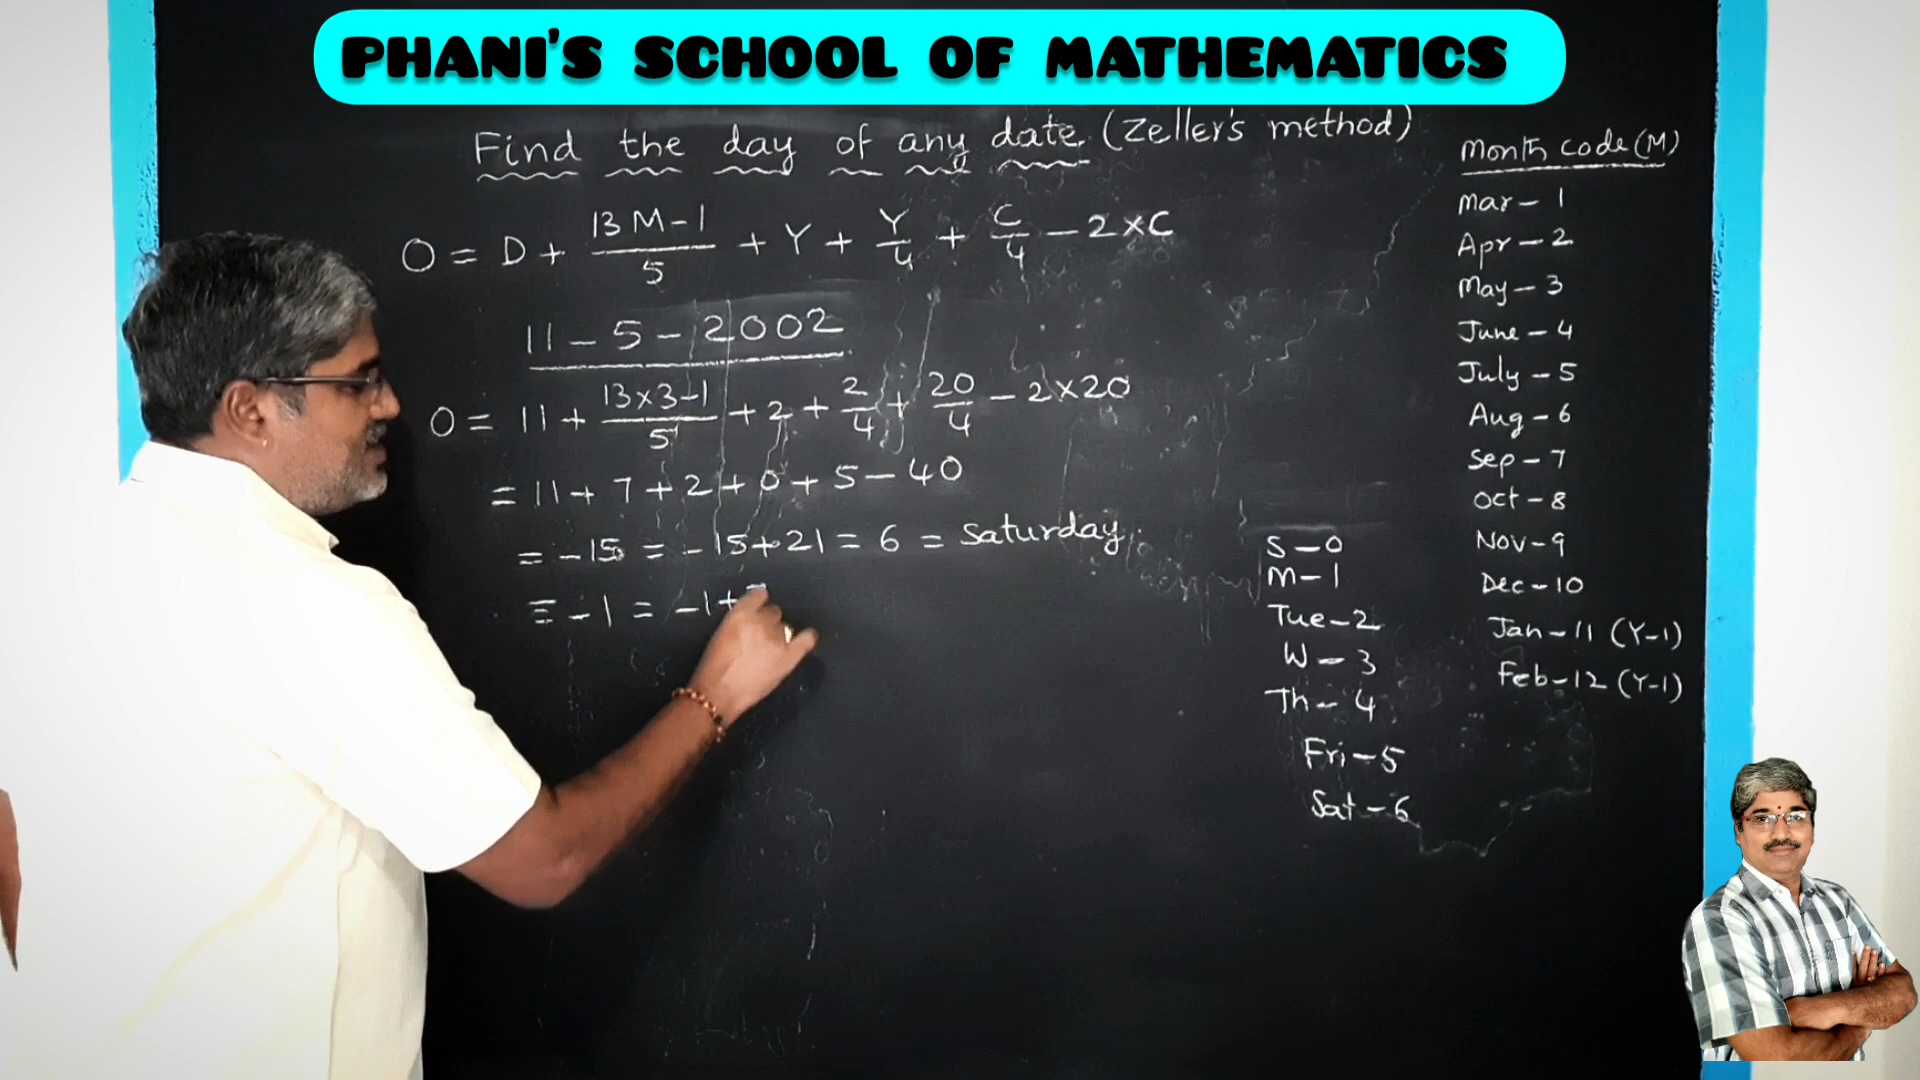 PHANI'S SCHOOL OF MATHEMATICS
Find the day of any date (Zeller's method)
O = D + (13M-1)/5 + Y + Y/4 + C/4 - 2×C
11-5-2002
O = 11 + (13×3-1)/5 + 2 + 2/4 + 20/4 - 2×20
= 11 + 7 + 2 + 0 + 5 - 40
= -15 = -15+21 = 6 = Saturday
≡ -1 = -1+
S-0
M-1
Tue-2
W-3
Th-4
Fri-5
Sat-6
Month code (M)
Mar-1
Apr-2
May-3
June-4
July-5
Aug-6
Sep-7
Oct-8
Nov-9
Dec-10
Jan-11 (Y-1)
Feb-12 (Y-1)